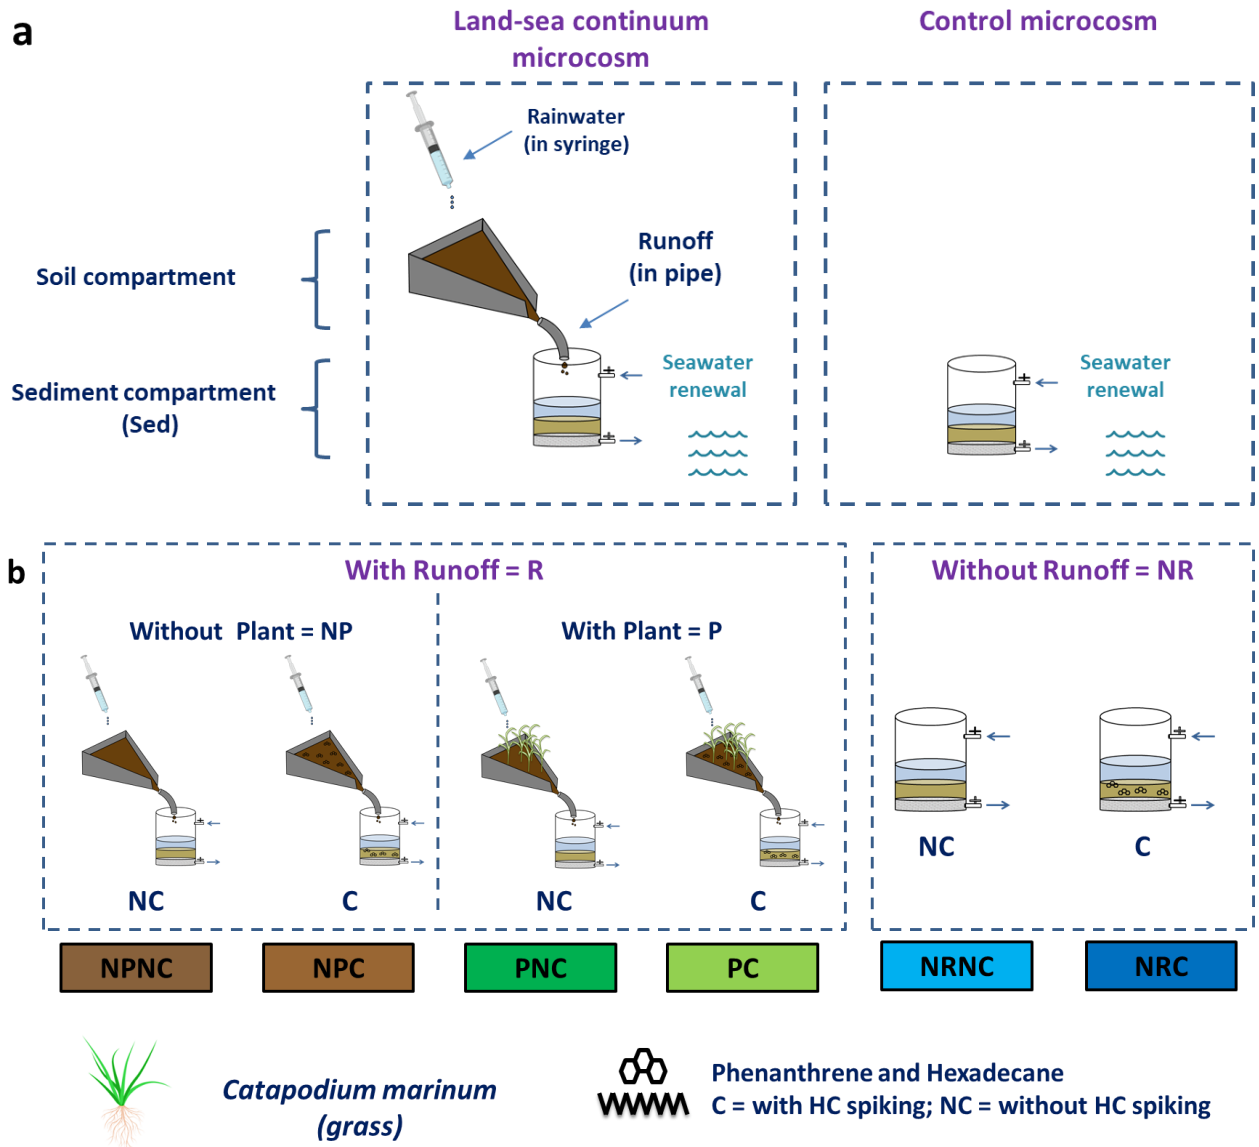 a
Land-sea continuum
microcosm
Control microcosm
Rainwater
(in syringe)
Runoff
(in pipe)
Soil compartment
Sediment compartment
(Sed)
Seawater
renewal
Seawater
renewal
b
With Runoff = R
Without Runoff = NR
Without Plant = NP
With Plant = P
NC
C
NC
C
NC
C
NPNC
NPC
PNC
PC
NRNC
NRC
Catapodium marinum
(grass)
Phenanthrene and Hexadecane
C = with HC spiking; NC = without HC spiking